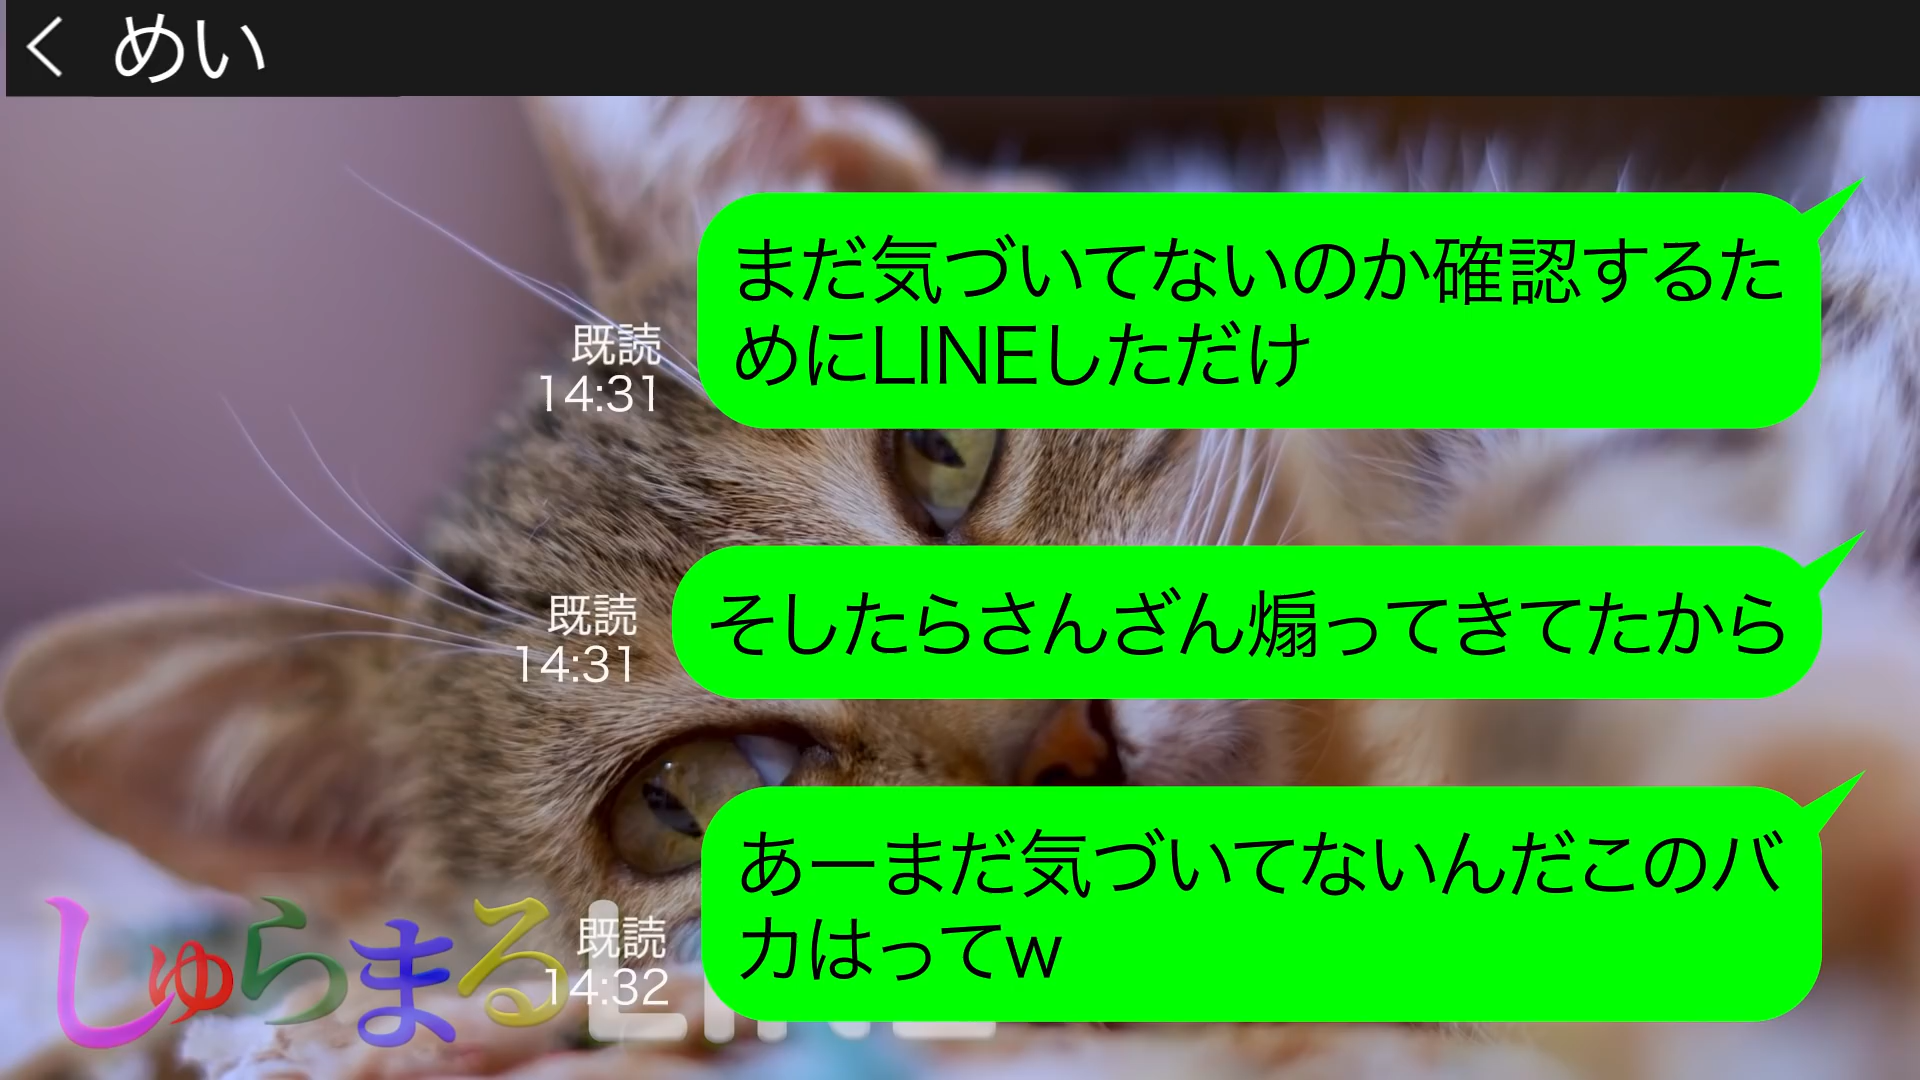 めい
まだ気づいてないのか確認するた
めにLINEしただけ
既読
14:31
そしたらさんざん煽ってきてたから
既読
14:31
あーまだ気づいてないんだこのバ
カはってw
既読
14:32
しゅらまるLINE